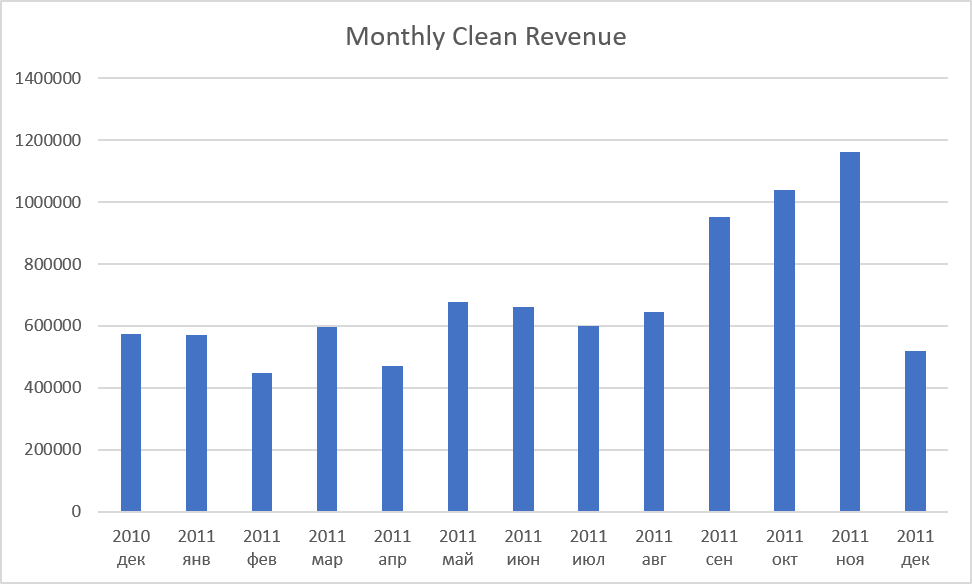 Monthly Clean Revenue
1400000
1200000
1000000
800000
600000
400000
200000
0
2010 2011 2011 2011 2011 2011 2011 2011 2011 2011 2011 2011 2011
дек янв фев мар апр май июн июл авг сен окт ноя дек